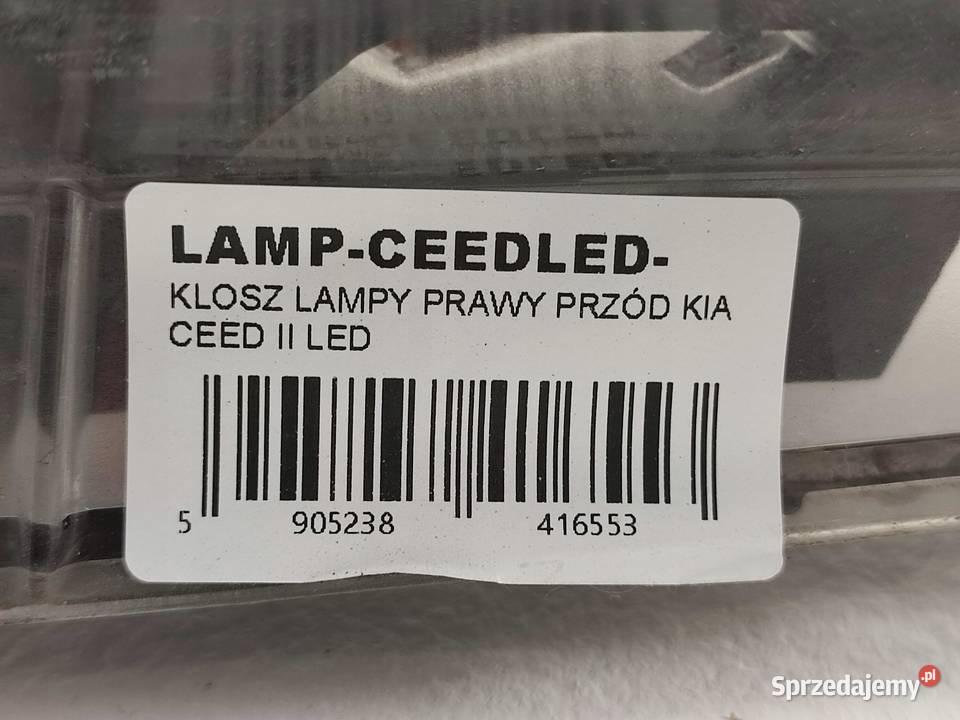 LAMP-CEEDLED-
KLOSZ LAMPY PRAWY PRZÓD KIA
CEED II LED
5 905238 416553
Sprzedajemy.pl